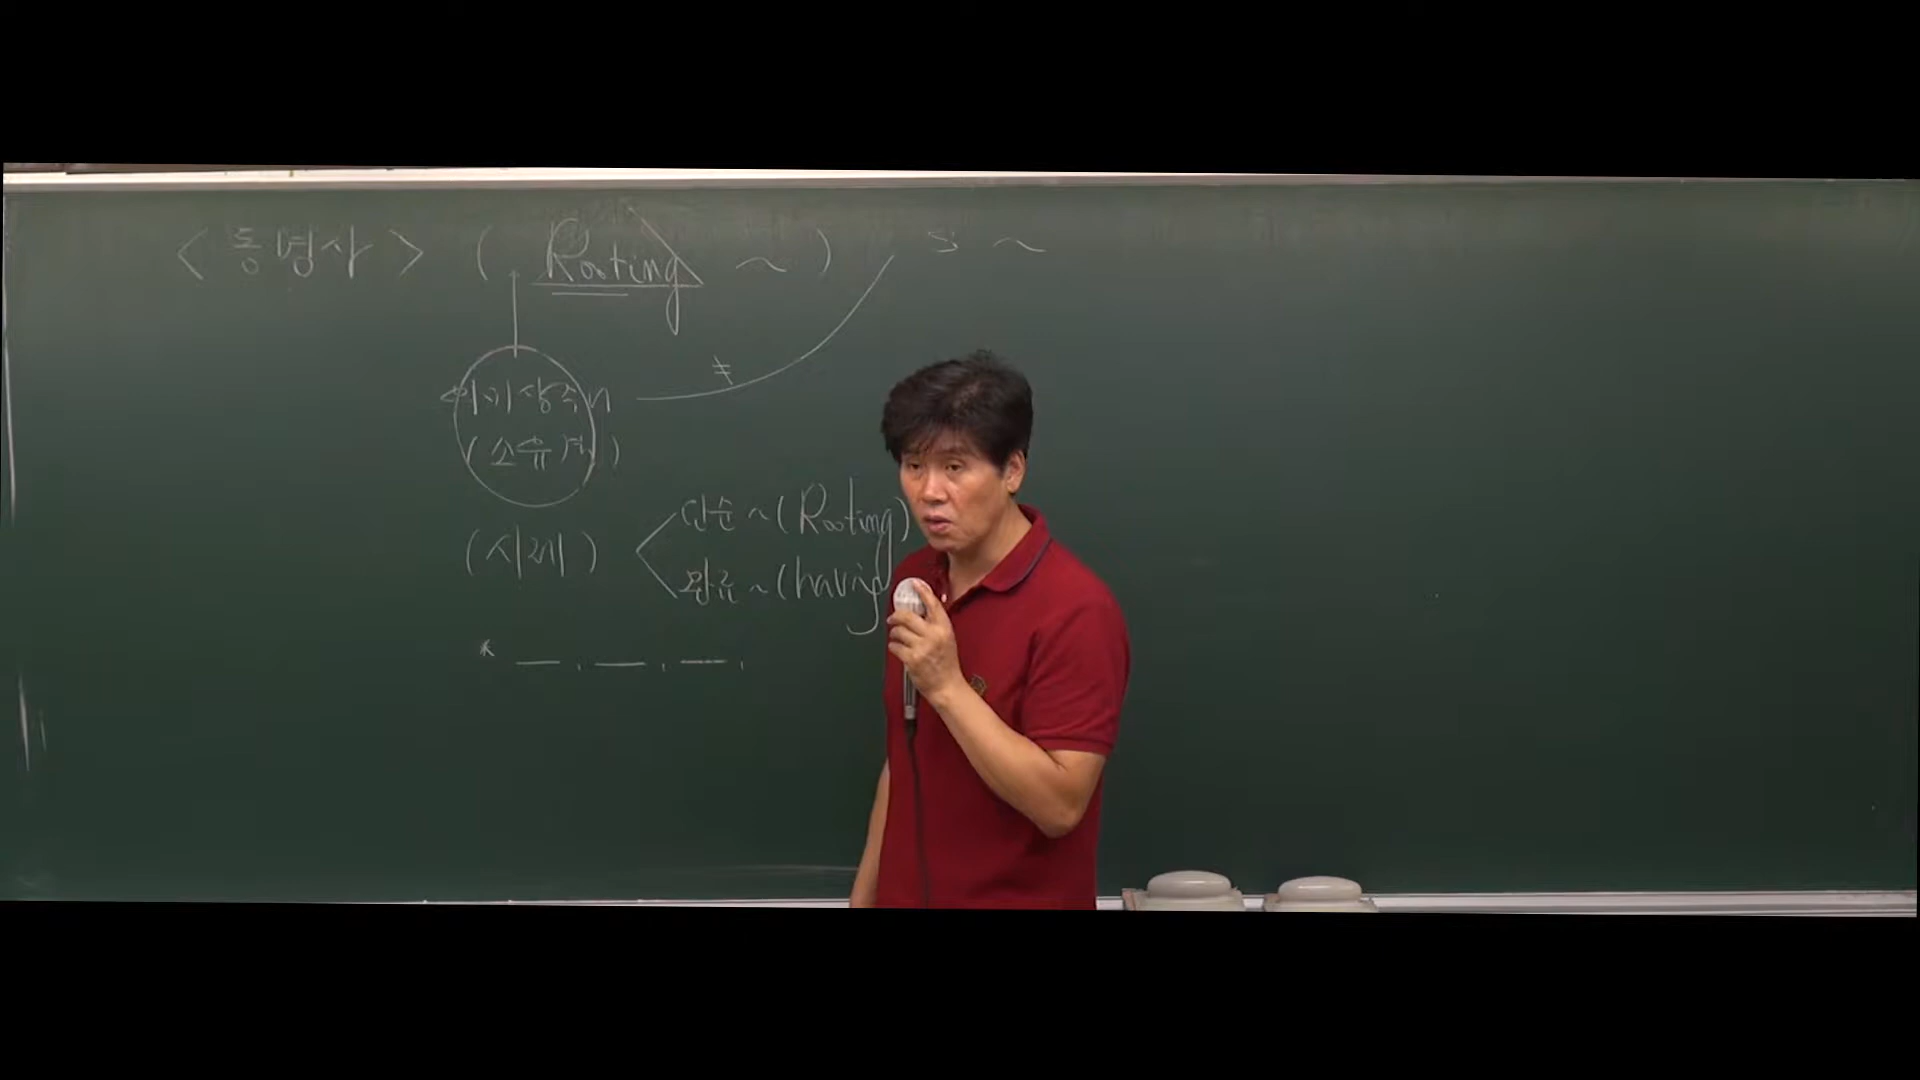 <동명사> ( Rooting ~ ) S ~
의미상주어 ≠
(소유격)
(시제) 단순~(Rooting)
완료~(having
* — , — , — ,